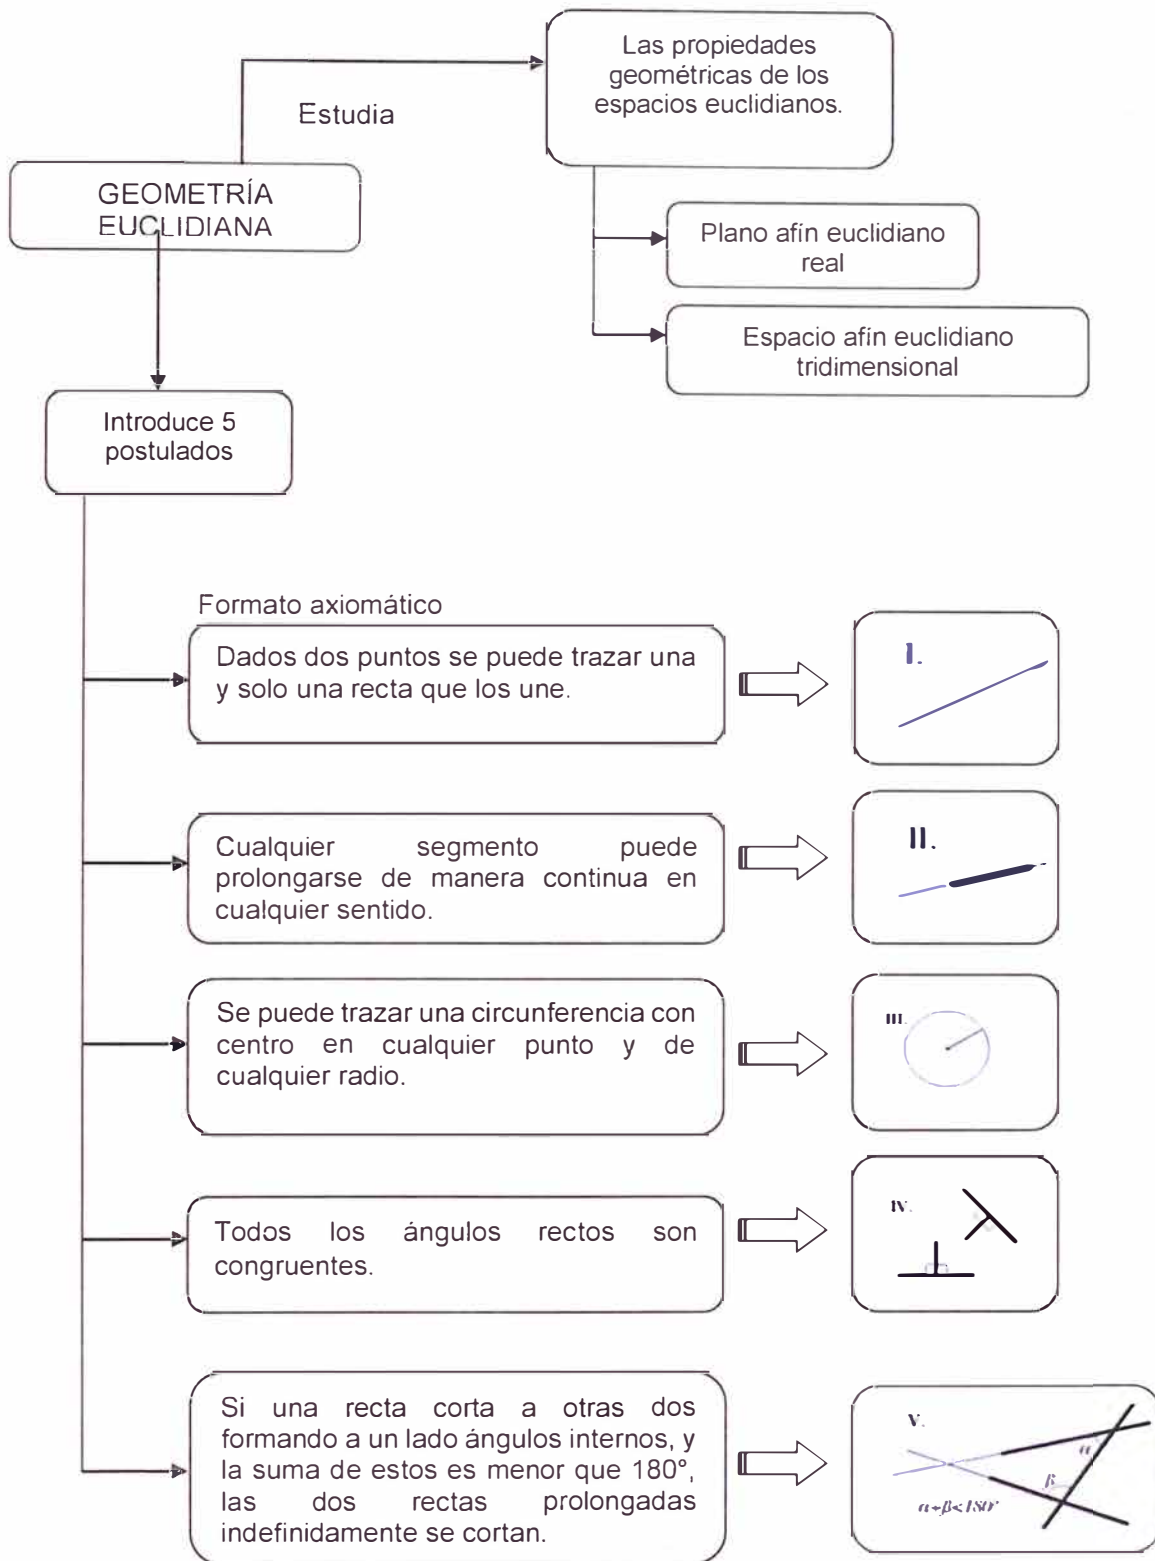 Las propiedades
geométricas de los
espacios euclidianos.
Estudia
GEOMETRÍA
EUCLIDIANA
Plano afín euclidiano
real
Espacio afín euclidiano
tridimensional
Introduce 5
postulados
Formato axiomático
Dados dos puntos se puede trazar una
y solo una recta que los une.
I.
Cualquier segmento puede
prolongarse de manera continua en
cualquier sentido.
II.
Se puede trazar una circunferencia con
centro en cualquier punto y de
cualquier radio.
III.
Todos los ángulos rectos son
congruentes.
IV.
Si una recta corta a otras dos
formando a un lado ángulos internos, y
la suma de estos es menor que 180°,
las dos rectas prolongadas
indefinidamente se cortan.
V.
α
β
α+β<180°